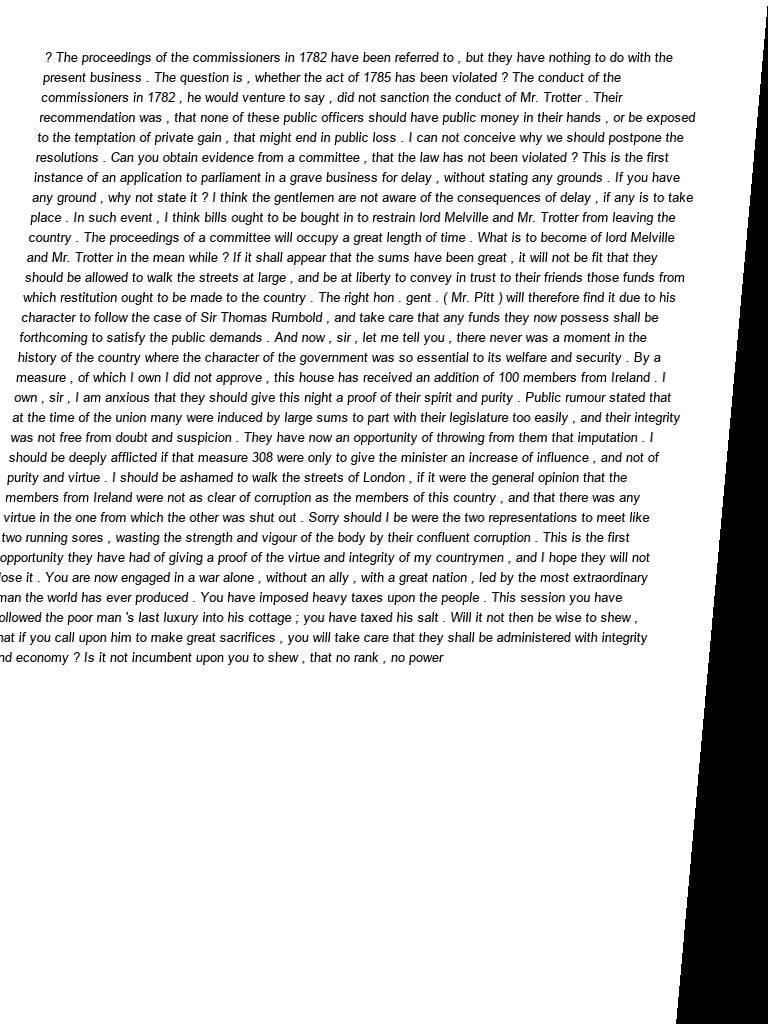 ? The proceedings of the commissioners in 1782 have been referred to , but they have nothing to do with the
present business . The question is , whether the act of 1785 has been violated ? The conduct of the
commissioners in 1782 , he would venture to say , did not sanction the conduct of Mr. Trotter . Their
recommendation was , that none of these public officers should have public money in their hands , or be exposed
to the temptation of private gain , that might end in public loss . I can not conceive why we should postpone the
resolutions . Can you obtain evidence from a committee , that the law has not been violated ? This is the first
instance of an application to parliament in a grave business for delay , without stating any grounds . If you have
any ground , why not state it ? I think the gentlemen are not aware of the consequences of delay , if any is to take
place . In such event , I think bills ought to be bought in to restrain lord Melville and Mr. Trotter from leaving the
country . The proceedings of a committee will occupy a great length of time . What is to become of lord Melville
and Mr. Trotter in the mean while ? If it shall appear that the sums have been great , it will not be fit that they
should be allowed to walk the streets at large , and be at liberty to convey in trust to their friends those funds from
which restitution ought to be made to the country . The right hon . gent . ( Mr. Pitt ) will therefore find it due to his
character to follow the case of Sir Thomas Rumbold , and take care that any funds they now possess shall be
forthcoming to satisfy the public demands . And now , sir , let me tell you , there never was a moment in the
history of the country where the character of the government was so essential to its welfare and security . By a
measure , of which I own I did not approve , this house has received an addition of 100 members from Ireland . I
own , sir , I am anxious that they should give this night a proof of their spirit and purity . Public rumour stated that
at the time of the union many were induced by large sums to part with their legislature too easily , and their integrity
was not free from doubt and suspicion . They have now an opportunity of throwing from them that imputation . I
should be deeply afflicted if that measure 308 were only to give the minister an increase of influence , and not of
purity and virtue . I should be ashamed to walk the streets of London , if it were the general opinion that the
members from Ireland were not as clear of corruption as the members of this country , and that there was any
virtue in the one from which the other was shut out . Sorry should I be were the two representations to meet like
two running sores , wasting the strength and vigour of the body by their confluent corruption . This is the first
opportunity they have had of giving a proof of the virtue and integrity of my countrymen , and I hope they will not
lose it . You are now engaged in a war alone , without an ally , with a great nation , led by the most extraordinary
man the world has ever produced . You have imposed heavy taxes upon the people . This session you have
ollowed the poor man 's last luxury into his cottage ; you have taxed his salt . Will it not then be wise to shew ,
hat if you call upon him to make great sacrifices , you will take care that they shall be administered with integrity
nd economy ? Is it not incumbent upon you to shew , that no rank , no power